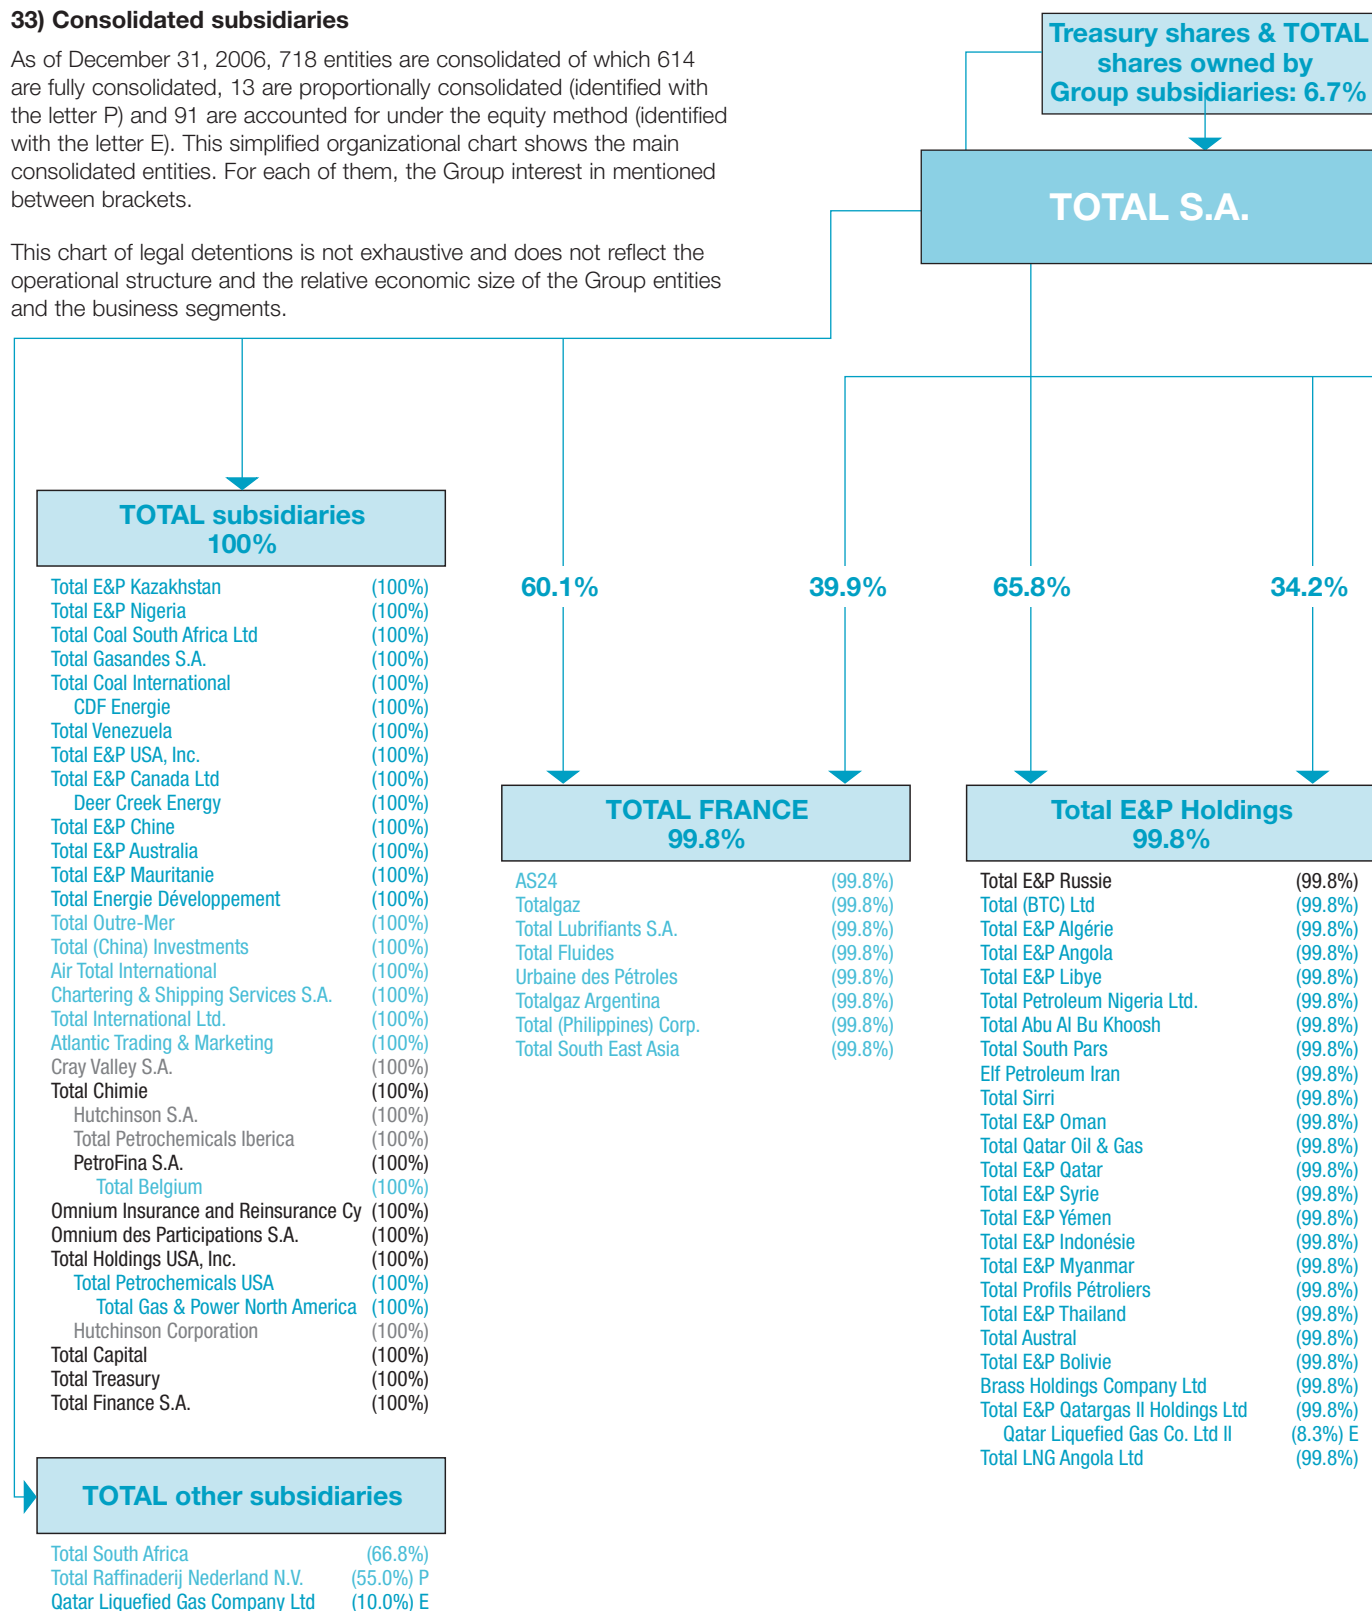 33) Consolidated subsidiaries
As of December 31, 2006, 718 entities are consolidated of which 614
are fully consolidated, 13 are proportionally consolidated (identified with
the letter P) and 91 are accounted for under the equity method (identified
with the letter E). This simplified organizational chart shows the main
consolidated entities. For each of them, the Group interest in mentioned
between brackets.
This chart of legal detentions is not exhaustive and does not reflect the
operational structure and the relative economic size of the Group entities
and the business segments.
Treasury shares & TOTAL
shares owned by
Group subsidiaries: 6.7%
TOTAL S.A.
TOTAL subsidiaries
100%
Total E&P Kazakhstan (100%)
Total E&P Nigeria (100%)
Total Coal South Africa Ltd (100%)
Total Gasandes S.A. (100%)
Total Coal International (100%)
CDF Energie (100%)
Total Venezuela (100%)
Total E&P USA, Inc. (100%)
Total E&P Canada Ltd (100%)
Deer Creek Energy (100%)
Total E&P Chine (100%)
Total E&P Australia (100%)
Total E&P Mauritanie (100%)
Total Energie Développement (100%)
Total Outre-Mer (100%)
Total (China) Investments (100%)
Air Total International (100%)
Chartering & Shipping Services S.A. (100%)
Total International Ltd. (100%)
Atlantic Trading & Marketing (100%)
Cray Valley S.A. (100%)
Total Chimie (100%)
Hutchinson S.A. (100%)
Total Petrochemicals Iberica (100%)
PetroFina S.A. (100%)
Total Belgium (100%)
Omnium Insurance and Reinsurance Cy (100%)
Omnium des Participations S.A. (100%)
Total Holdings USA, Inc. (100%)
Total Petrochemicals USA (100%)
Total Gas & Power North America (100%)
Hutchinson Corporation (100%)
Total Capital (100%)
Total Treasury (100%)
Total Finance S.A. (100%)
TOTAL other subsidiaries
Total South Africa (66.8%)
Total Raffinaderij Nederland N.V. (55.0%) P
Qatar Liquefied Gas Company Ltd (10.0%) E
60.1%
39.9%
TOTAL FRANCE
99.8%
AS24 (99.8%)
Totalgaz (99.8%)
Total Lubrifiants S.A. (99.8%)
Total Fluides (99.8%)
Urbaine des Pétroles (99.8%)
Totalgaz Argentina (99.8%)
Total (Philippines) Corp. (99.8%)
Total South East Asia (99.8%)
65.8%
34.2%
Total E&P Holdings
99.8%
Total E&P Russie (99.8%)
Total (BTC) Ltd (99.8%)
Total E&P Algérie (99.8%)
Total E&P Angola (99.8%)
Total E&P Libye (99.8%)
Total Petroleum Nigeria Ltd. (99.8%)
Total Abu Al Bu Khoosh (99.8%)
Total South Pars (99.8%)
Elf Petroleum Iran (99.8%)
Total Sirri (99.8%)
Total E&P Oman (99.8%)
Total Qatar Oil & Gas (99.8%)
Total E&P Qatar (99.8%)
Total E&P Syrie (99.8%)
Total E&P Yémen (99.8%)
Total E&P Indonésie (99.8%)
Total E&P Myanmar (99.8%)
Total Profils Pétroliers (99.8%)
Total E&P Thailand (99.8%)
Total Austral (99.8%)
Total E&P Bolivie (99.8%)
Brass Holdings Company Ltd (99.8%)
Total E&P Qatargas II Holdings Ltd (99.8%)
Qatar Liquefied Gas Co. Ltd II (8.3%) E
Total LNG Angola Ltd (99.8%)